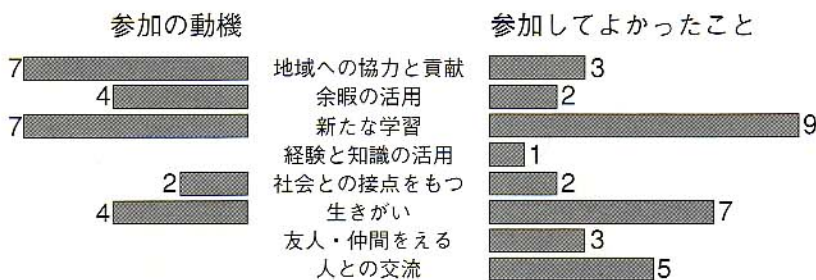 参加の動機 参加してよかったこと
7 地域への協力と貢献 3
4 余暇の活用 2
7 新たな学習 9
経験と知識の活用 1
2 社会との接点をもつ 2
4 生きがい 7
友人・仲間をえる 3
人との交流 5